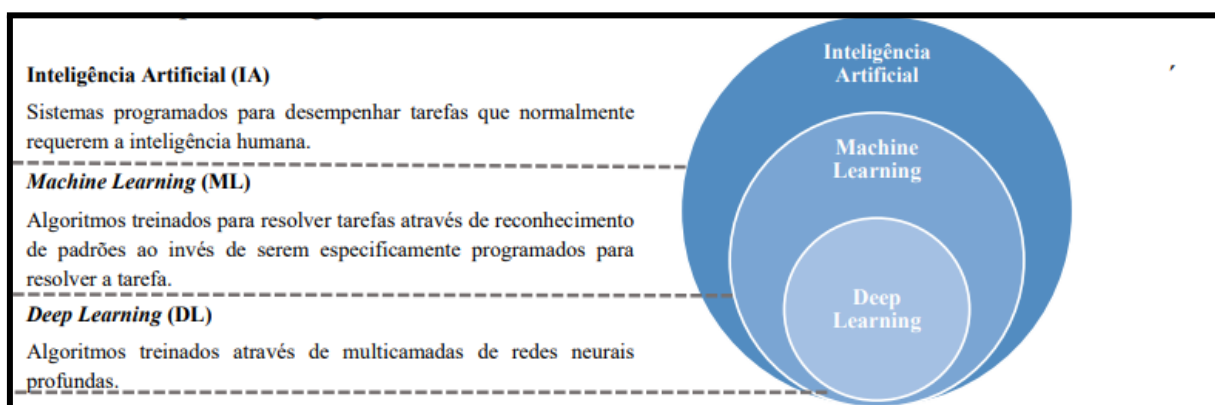 Inteligência Artificial (IA)
Sistemas programados para desempenhar tarefas que normalmente
requerem a inteligência humana.
Machine Learning (ML)
Algoritmos treinados para resolver tarefas através de reconhecimento
de padrões ao invés de serem especificamente programados para
resolver a tarefa.
Deep Learning (DL)
Algoritmos treinados através de multicamadas de redes neurais
profundas.
Inteligência
Artificial
Machine
Learning
Deep
Learning